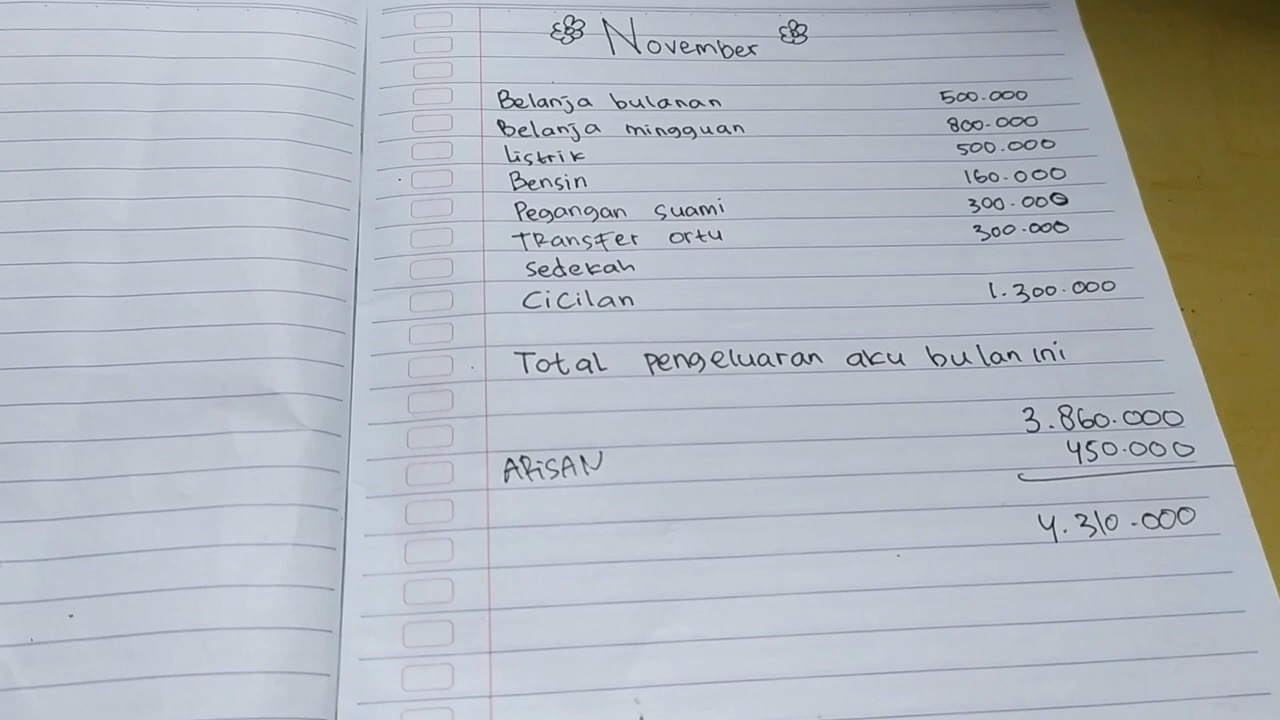 November
Belanja bulanan 500.000
Belanja mingguan 800.000
Listrik 500.000
Bensin 160.000
Pegangan suami 300.000
TRansfer ortu 300.000
Sedekah
Cicilan 1.300.000
Total pengeluaran aku bulan ini
3.860.000
ARiSAN 450.000
4.310.000